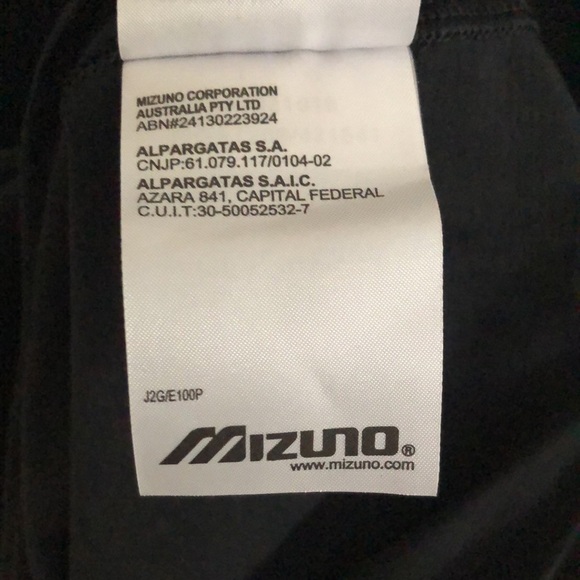 MIZUNO CORPORATION
AUSTRALIA PTY LTD
ABN#24130223924
ALPARGATAS S.A.
CNJP:61.079.117/0104-02
ALPARGATAS S.A.I.C.
AZARA 841, CAPITAL FEDERAL
C.U.I.T:30-50052532-7
J2G/E100P
MIZUNO®
www.mizuno.com